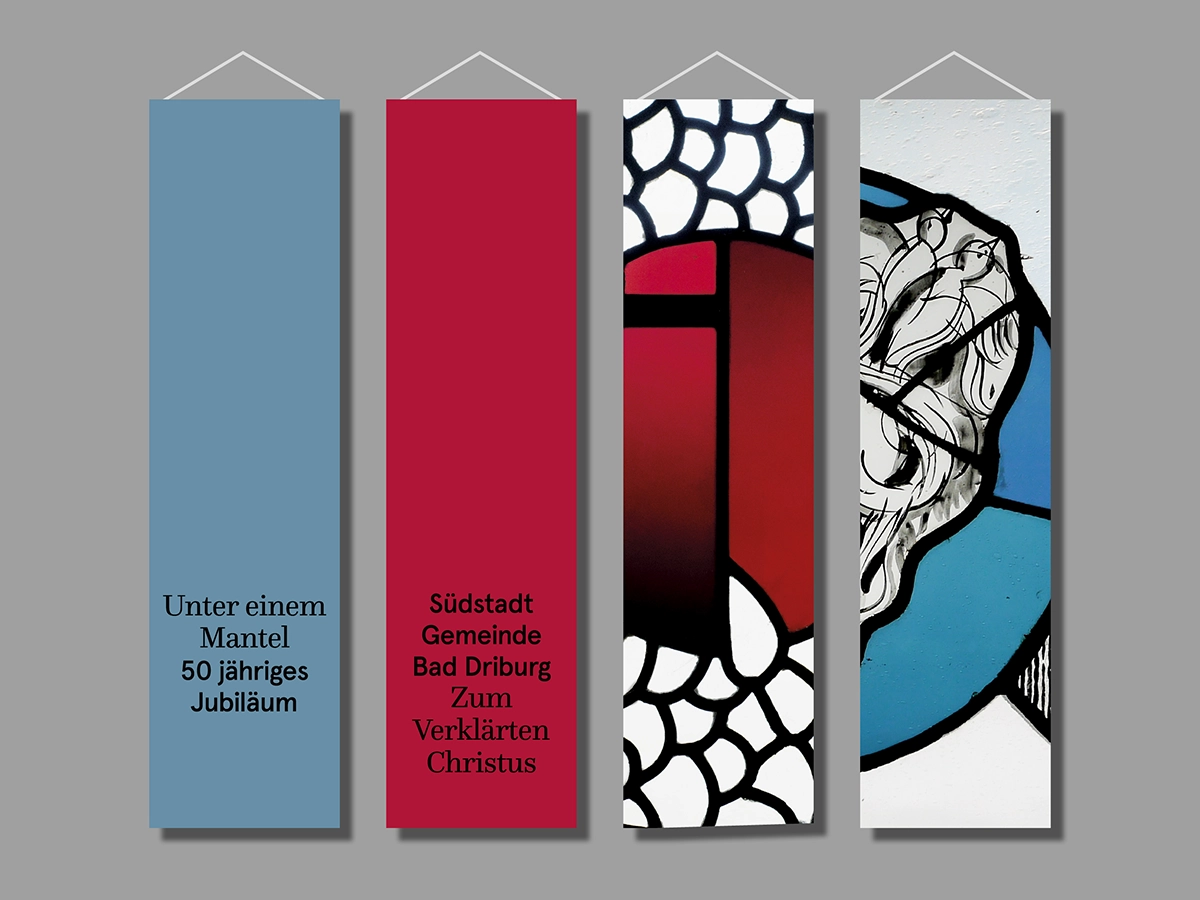 Unter einem
Mantel
50 jähriges
Jubiläum
Südstadt
Gemeinde
Bad Driburg
Zum
Verklärten
Christus